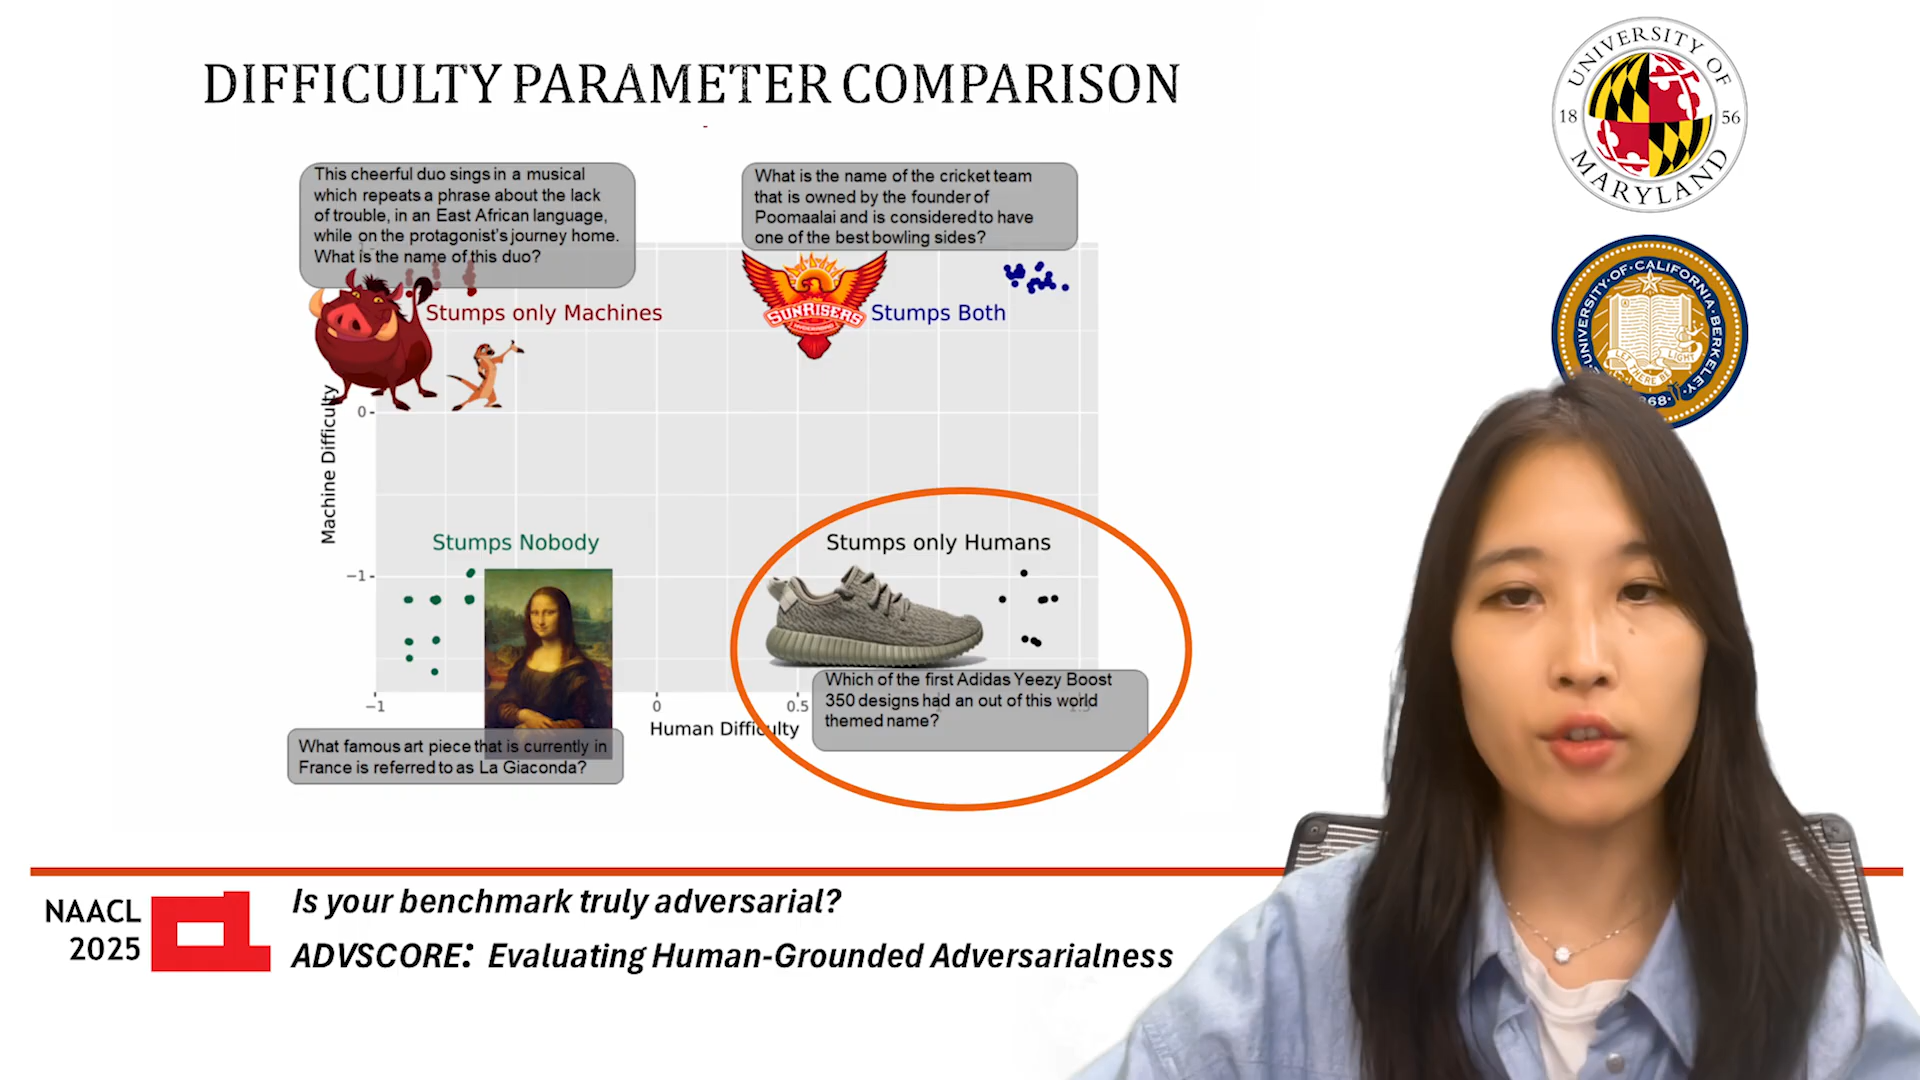 DIFFICULTY PARAMETER COMPARISON
This cheerful duo sings in a musical
which repeats a phrase about the lack
of trouble, in an East African language,
while on the protagonist's journey home.
What is the name of this duo?
What is the name of the cricket team
that is owned by the founder of
Poomaalai and is considered to have
one of the best bowling sides?
Stumps only Machines
SUNRISERS
HYDERABAD
Stumps Both
Machine Difficulty
0
−1
Stumps Nobody
Stumps only Humans
−1
0
0.5
1
1.5
Human Difficulty
Which of the first Adidas Yeezy Boost
350 designs had an out of this world
themed name?
What famous art piece that is currently in
France is referred to as La Giaconda?
UNIVERSITY OF
18 56
MARYLAND
UNIVERSITY·OF·CALIFORNIA·BERKELEY
LET THERE BE LIGHT
868
NAACL
2025
Is your benchmark truly adversarial?
ADVSCORE: Evaluating Human-Grounded Adversarialness